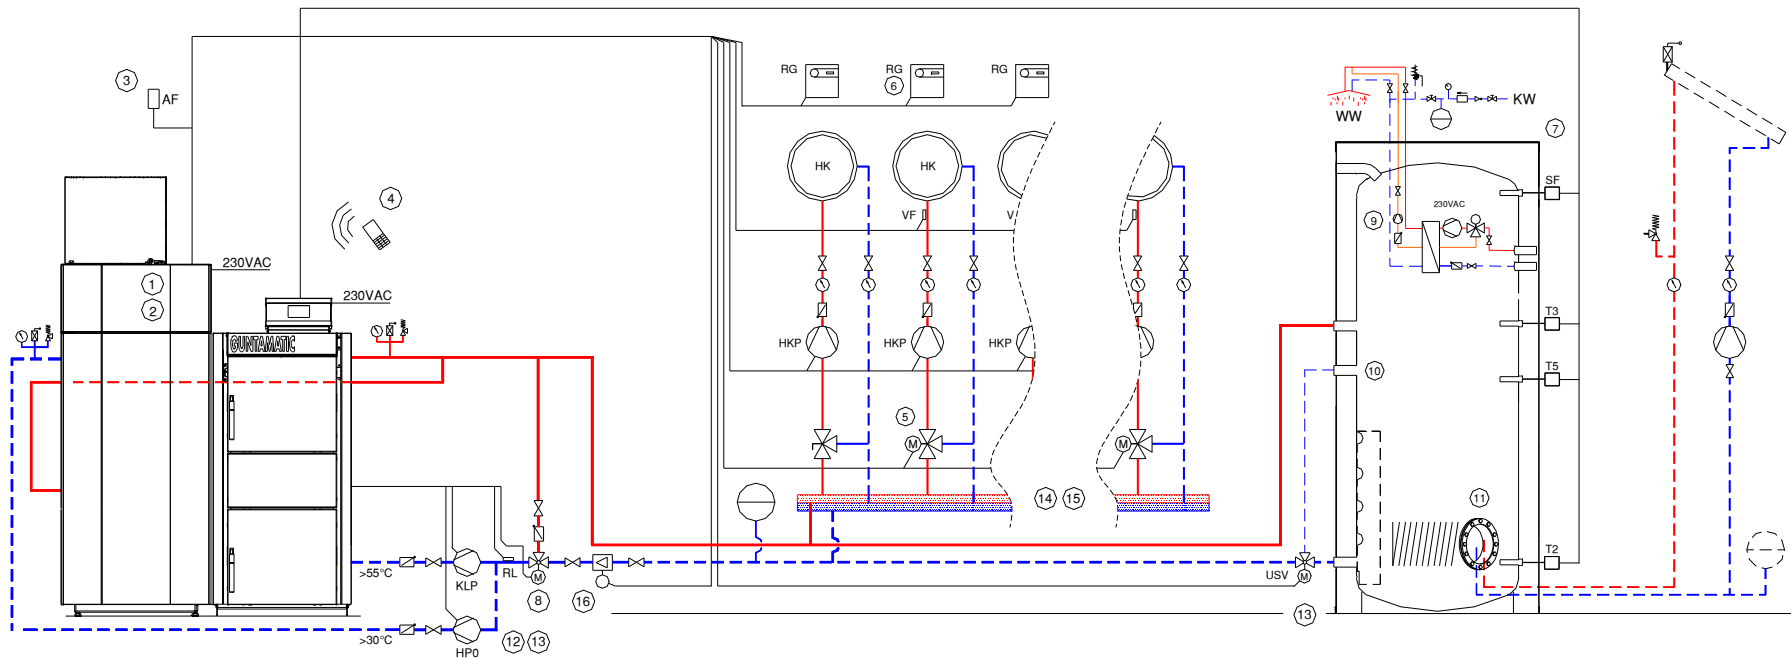 3
AF
RG
RG
6
RG
WW
KW
7
4
HK
HK
SF
VF
V
9
230VAC
230VAC
1
2
230VAC
GUNTAMATIC
HKP
HKP
HKP
T3
10
T5
5
M
M
14
15
11
>55°C
KLP
RL
M
8
16
USV
M
T2
13
>30°C
HP0
12
13